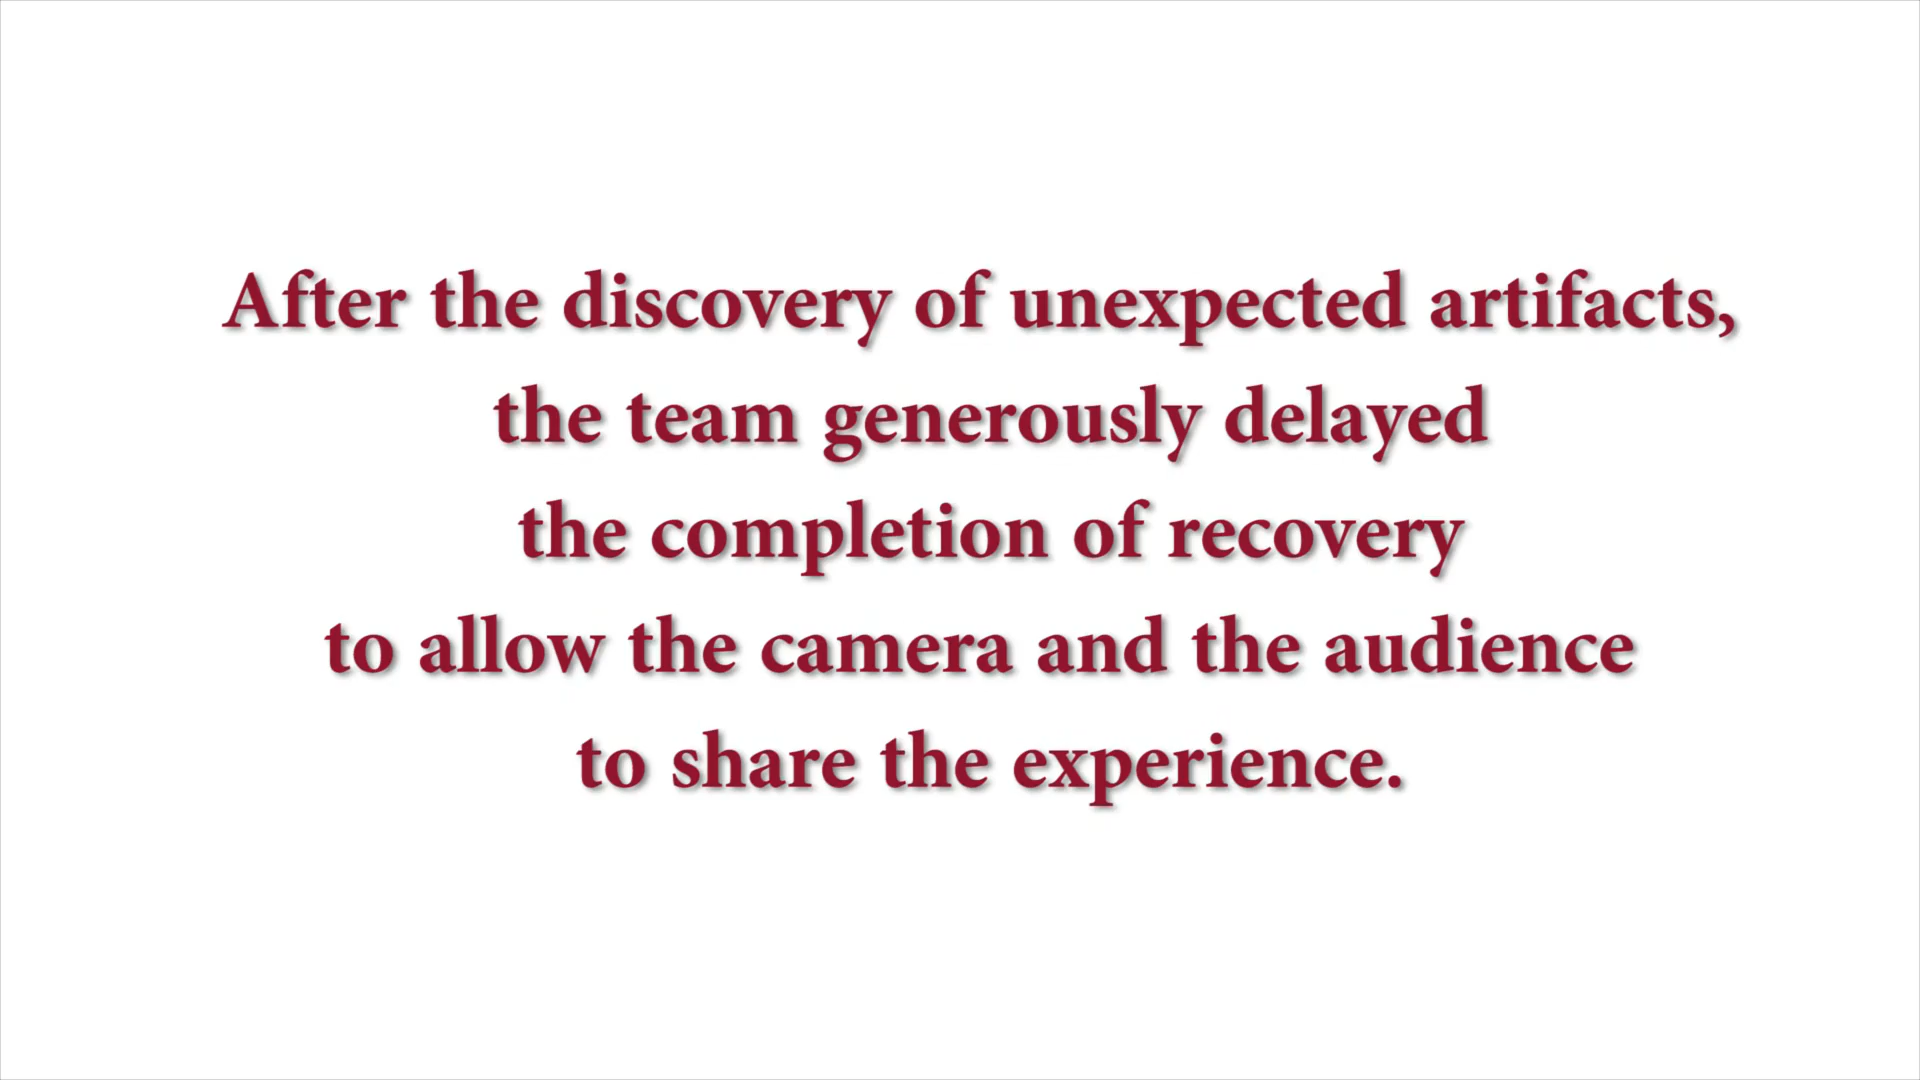 After the discovery of unexpected artifacts,
the team generously delayed
the completion of recovery
to allow the camera and the audience
to share the experience.